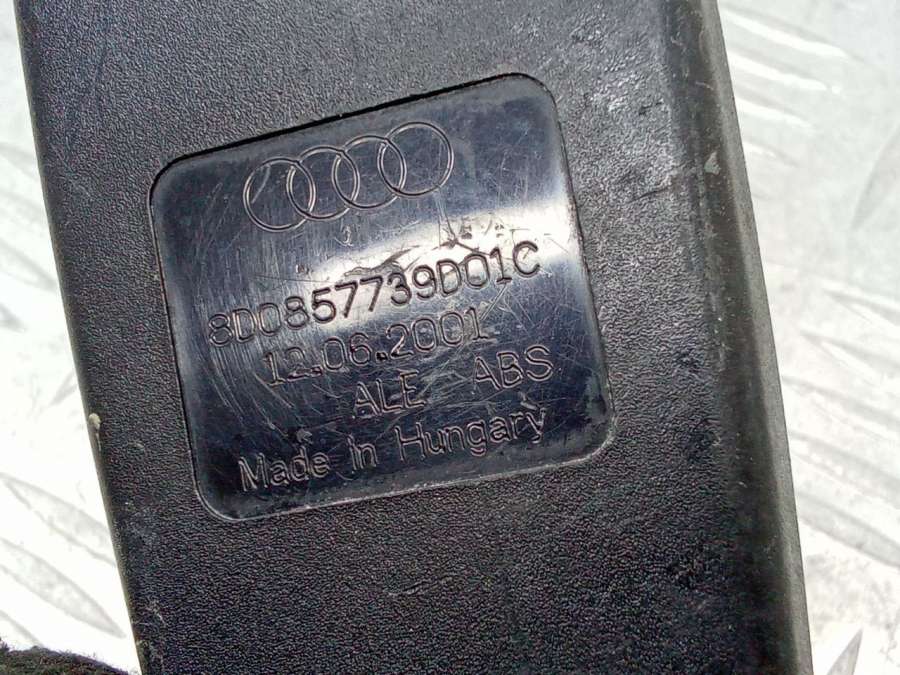 8D0857739D01C
12.06.2001
ALE ABS
Made in Hungary